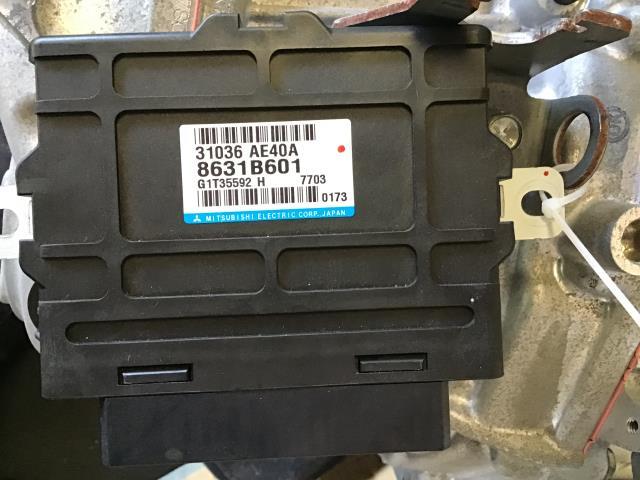 31036 AE40A
8631B601
G1T35592 H 7703
0173
MITSUBISHI ELECTRIC CORP. JAPAN